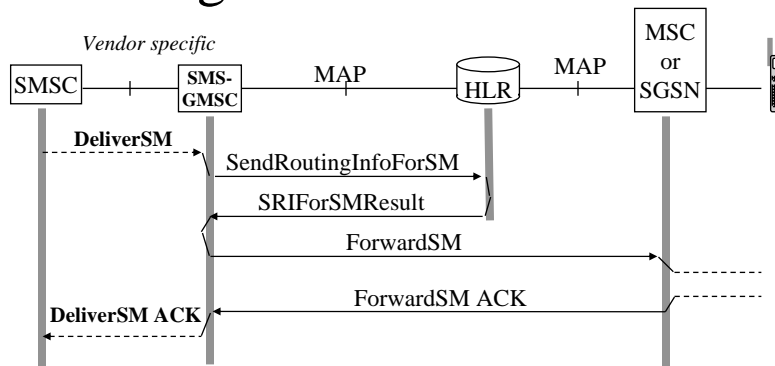 Vendor specific
SMSC
SMS-
GMSC
MAP
HLR
MAP
MSC
or
SGSN
DeliverSM
SendRoutingInfoForSM
SRIForSMResult
ForwardSM
ForwardSM ACK
DeliverSM ACK